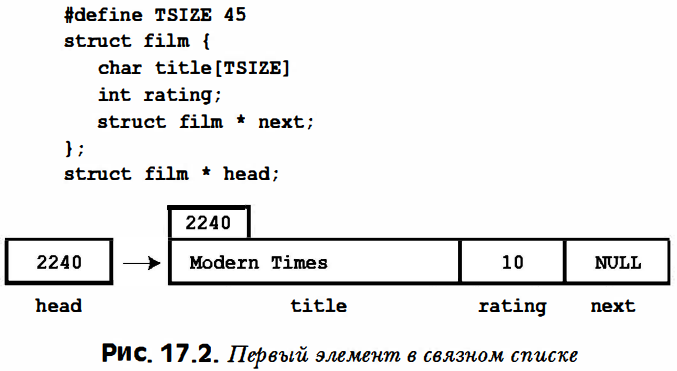 #define TSIZE 45
struct film {
char title[TSIZE]
int rating;
struct film * next;
};
struct film * head;
2240
2240 Modern Times 10 NULL
head title rating next
Рис. 17.2. Первый элемент в связном списке